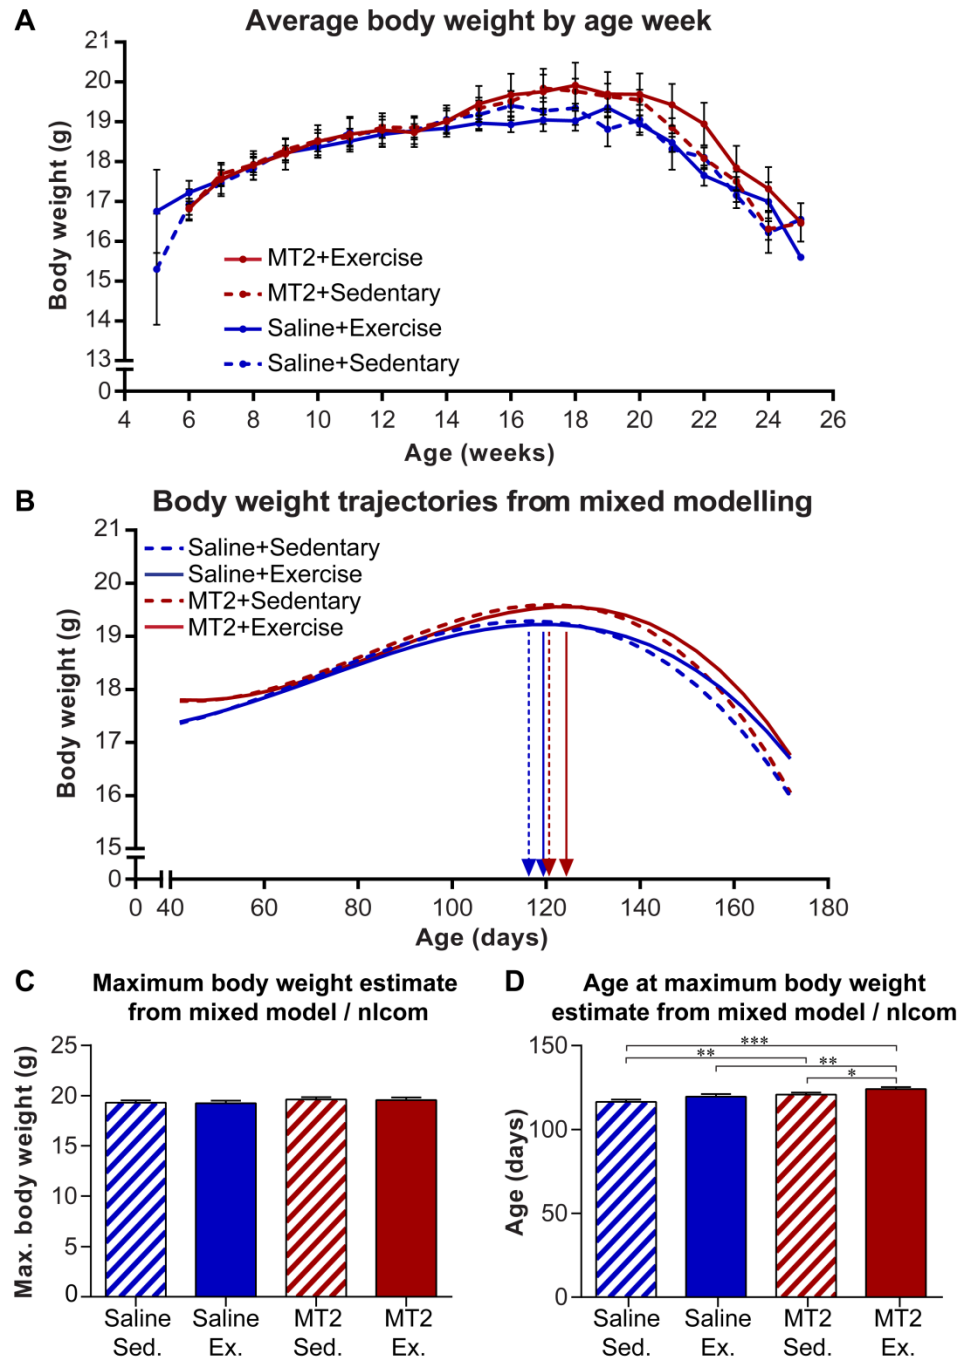 A
Average body weight by age week
Body weight (g)
21
20
19
18
17
16
15
14
13
0
MT2+Exercise
MT2+Sedentary
Saline+Exercise
Saline+Sedentary
4 6 8 10 12 14 16 18 20 22 24 26
Age (weeks)
B
Body weight trajectories from mixed modelling
Body weight (g)
21
20
19
18
17
16
15
0
Saline+Sedentary
Saline+Exercise
MT2+Sedentary
MT2+Exercise
0 40 60 80 100 120 140 160 180
Age (days)
C
Maximum body weight estimate
from mixed model / nlcom
Max. body weight (g)
25
20
15
10
5
0
Saline Saline MT2 MT2
Sed. Ex. Sed. Ex.
D
Age at maximum body weight
estimate from mixed model / nlcom
Age (days)
150
100
50
0
***
**
**
*
Saline Saline MT2 MT2
Sed. Ex. Sed. Ex.